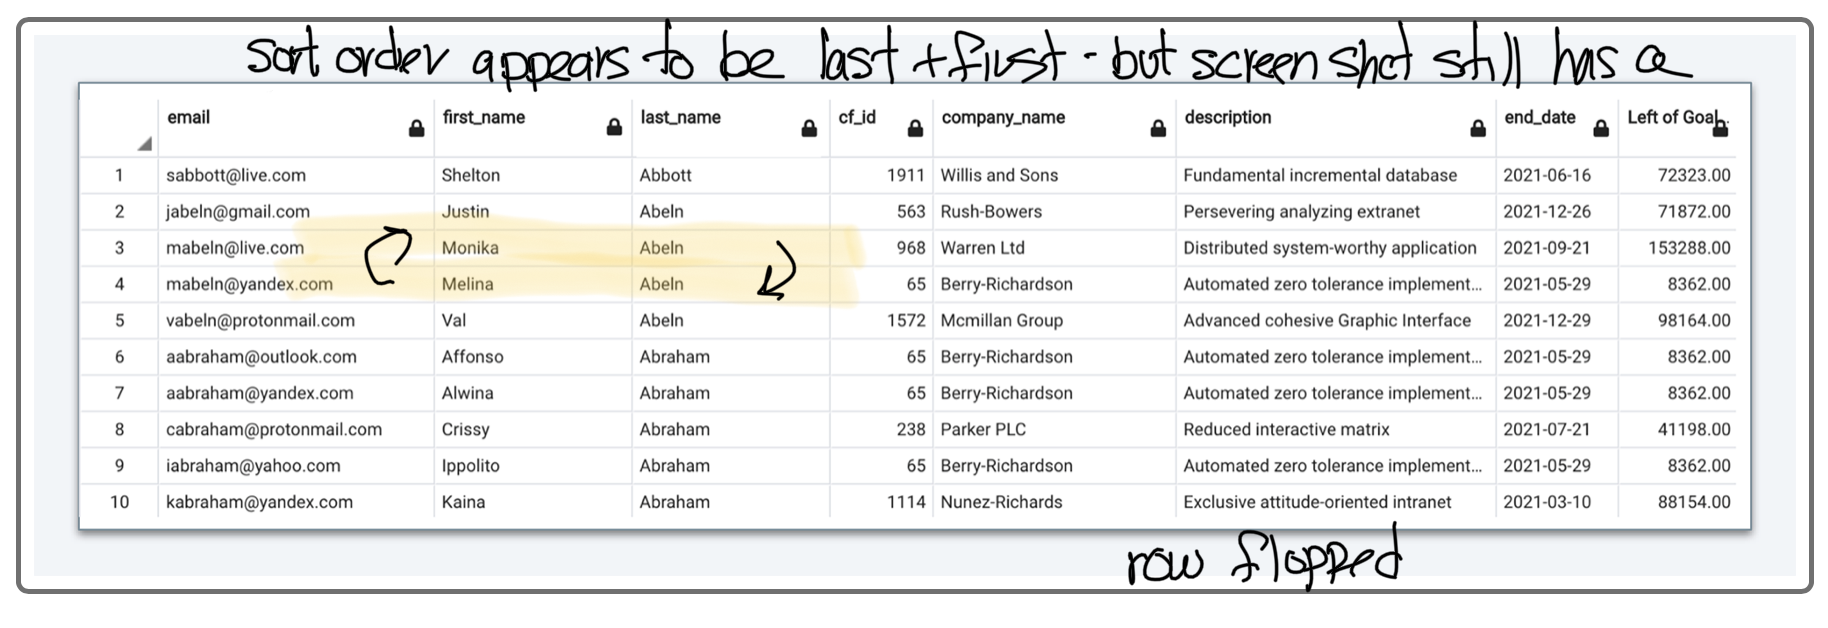 sort order appears to be last + first - but screen shot still has a
email first_name last_name cf_id company_name description end_date Left of Goal
1 sabbott@live.com Shelton Abbott 1911 Willis and Sons Fundamental incremental database 2021-06-16 72323.00
2 jabeln@gmail.com Justin Abeln 563 Rush-Bowers Persevering analyzing extranet 2021-12-26 71872.00
3 mabeln@live.com Monika Abeln 968 Warren Ltd Distributed system-worthy application 2021-09-21 153288.00
4 mabeln@yandex.com Melina Abeln 65 Berry-Richardson Automated zero tolerance implement... 2021-05-29 8362.00
5 vabeln@protonmail.com Val Abeln 1572 Mcmillan Group Advanced cohesive Graphic Interface 2021-12-29 98164.00
6 aabraham@outlook.com Affonso Abraham 65 Berry-Richardson Automated zero tolerance implement... 2021-05-29 8362.00
7 aabraham@yandex.com Alwina Abraham 65 Berry-Richardson Automated zero tolerance implement... 2021-05-29 8362.00
8 cabraham@protonmail.com Crissy Abraham 238 Parker PLC Reduced interactive matrix 2021-07-21 41198.00
9 iabraham@yahoo.com Ippolito Abraham 65 Berry-Richardson Automated zero tolerance implement... 2021-05-29 8362.00
10 kabraham@yandex.com Kaina Abraham 1114 Nunez-Richards Exclusive attitude-oriented intranet 2021-03-10 88154.00
row flopped